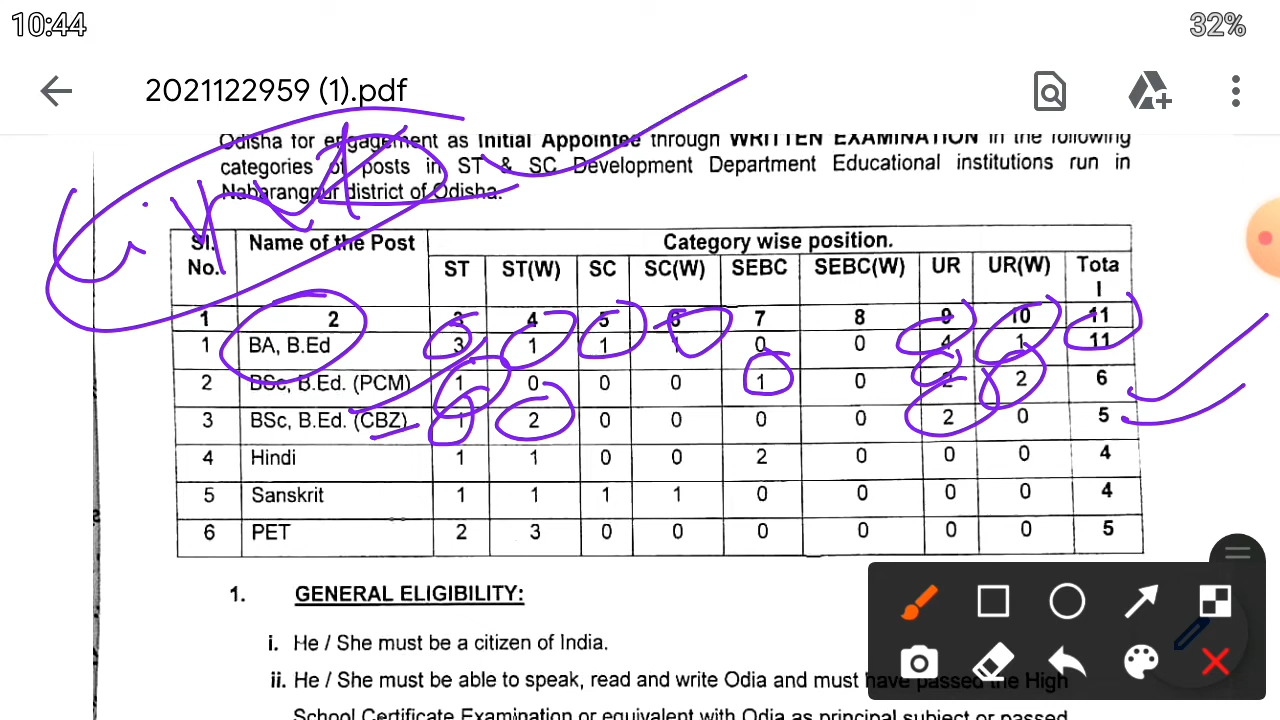 10:44
32%
2021122959 (1).pdf
Odisha for engagement as Initial Appointee through WRITTEN EXAMINATION in the following
categories of posts in ST & SC Development Department Educational institutions run in
Nabarangpur district of Odisha.
Sl. No. Name of the Post Category wise position.
ST ST(W) SC SC(W) SEBC SEBC(W) UR UR(W) Total
1 2 3 4 5 6 7 8 9 10 11
1 BA, B.Ed 3 1 1 1 0 0 4 1 11
2 BSc, B.Ed. (PCM) 1 0 0 0 1 0 2 2 6
3 BSc, B.Ed. (CBZ) 1 2 0 0 0 0 2 0 5
4 Hindi 1 1 0 0 2 0 0 0 4
5 Sanskrit 1 1 1 1 0 0 0 0 4
6 PET 2 3 0 0 0 0 0 0 5
1. GENERAL ELIGIBILITY:
i. He / She must be a citizen of India.
ii. He / She must be able to speak, read and write Odia and must have passed the High
School Certificate Examination or equivalent with Odia as principal subject or passed